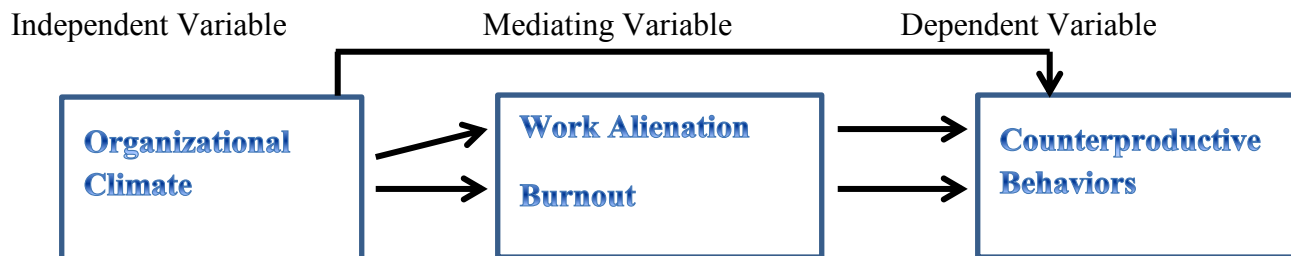 Independent Variable
Mediating Variable
Dependent Variable
Organizational
Climate
Work Alienation
Burnout
Counterproductive
Behaviors